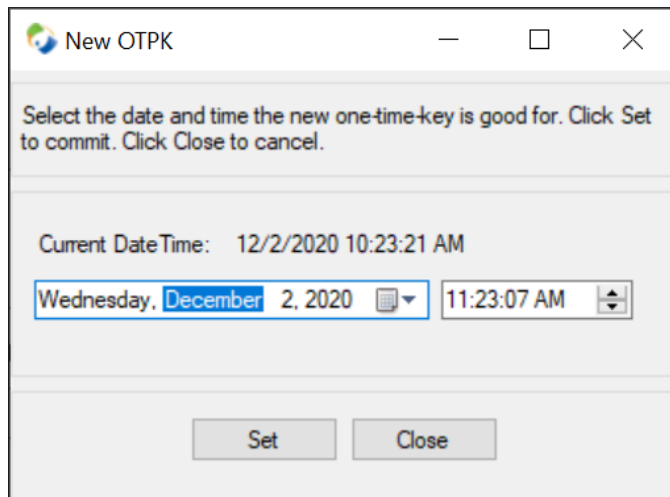 New OTPK
Select the date and time the new one-time-key is good for. Click Set
to commit. Click Close to cancel.
Current DateTime: 12/2/2020 10:23:21 AM
Wednesday, December 2, 2020 11:23:07 AM
Set Close